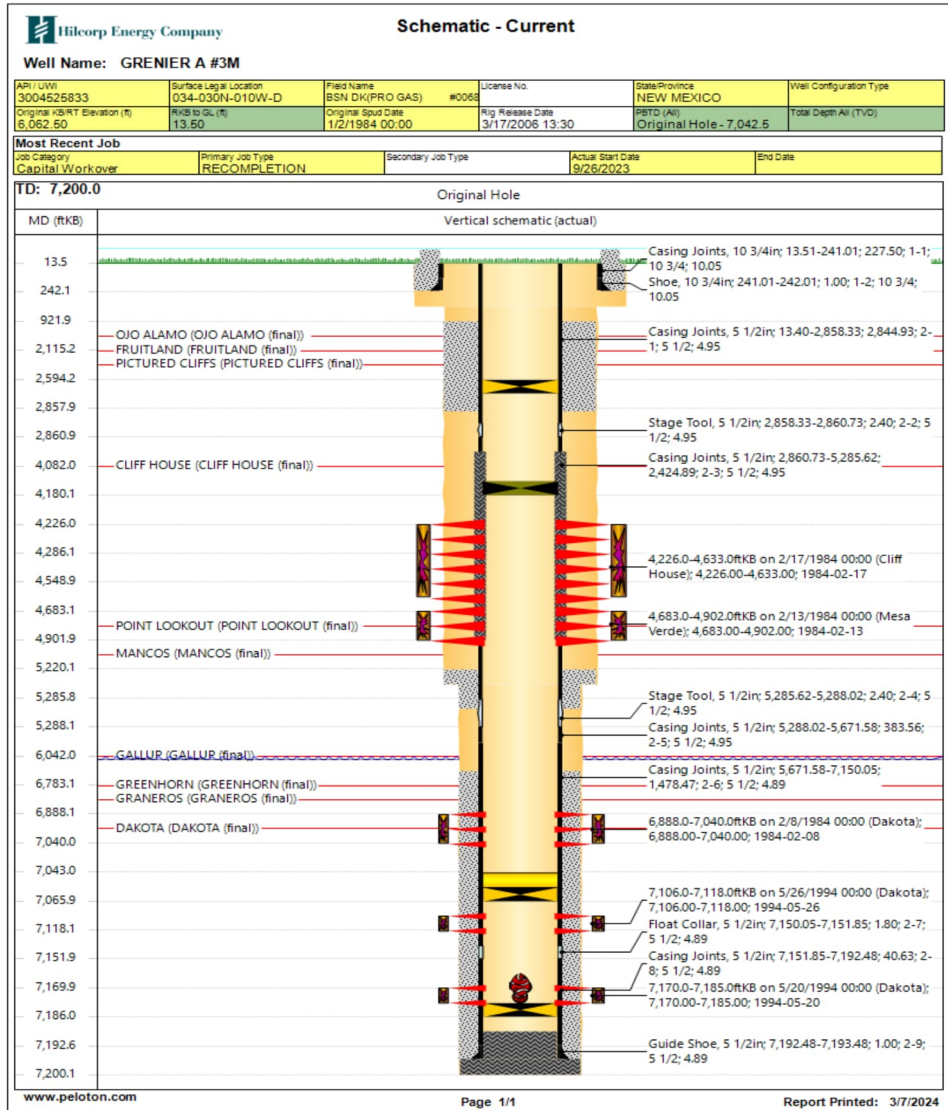 Hilcorp Energy Company
Schematic - Current
Well Name: GRENIER A #3M
API / UWI
3004525833
Surface Legal Location
034-030N-010W-D
Field Name
BSN DK(PRO GAS) #0068
License No.
State/Province
NEW MEXICO
Well Configuration Type
Original KB/RT Elevation (ft)
6,062.50
RKB to GL (ft)
13.50
Original Spud Date
1/2/1984 00:00
Rig Release Date
3/17/2006 13:30
PBTD (All)
Original Hole - 7,042.5
Total Depth All (TVD)
Most Recent Job
Job Category
Capital Workover
Primary Job Type
RECOMPLETION
Secondary Job Type
Actual Start Date
9/26/2023
End Date
TD: 7,200.0
Original Hole
MD (ftKB)
Vertical schematic (actual)
13.5
242.1
921.9
2,115.2
2,594.2
2,857.9
2,860.9
4,082.0
4,180.1
4,226.0
4,286.1
4,548.9
4,683.1
4,901.9
5,220.1
5,285.8
5,288.1
6,042.0
6,783.1
6,888.1
7,040.0
7,043.0
7,065.9
7,118.1
7,151.9
7,169.9
7,186.0
7,192.6
7,200.1
OJO ALAMO (OJO ALAMO (final))
FRUITLAND (FRUITLAND (final))
PICTURED CLIFFS (PICTURED CLIFFS (final))
CLIFF HOUSE (CLIFF HOUSE (final))
POINT LOOKOUT (POINT LOOKOUT (final))
MANCOS (MANCOS (final))
GALLUP (GALLUP (final))
GREENHORN (GREENHORN (final))
GRANEROS (GRANEROS (final))
DAKOTA (DAKOTA (final))
Casing Joints, 10 3/4in; 13.51-241.01; 227.50; 1-1;
10 3/4; 10.05
Shoe, 10 3/4in; 241.01-242.01; 1.00; 1-2; 10 3/4;
10.05
Casing Joints, 5 1/2in; 13.40-2,858.33; 2,844.93; 2-
1; 5 1/2; 4.95
Stage Tool, 5 1/2in; 2,858.33-2,860.73; 2.40; 2-2; 5
1/2; 4.95
Casing Joints, 5 1/2in; 2,860.73-5,285.62;
2,424.89; 2-3; 5 1/2; 4.95
4,226.0-4,633.0ftKB on 2/17/1984 00:00 (Cliff
House); 4,226.00-4,633.00; 1984-02-17
4,683.0-4,902.0ftKB on 2/13/1984 00:00 (Mesa
Verde); 4,683.00-4,902.00; 1984-02-13
Stage Tool, 5 1/2in; 5,285.62-5,288.02; 2.40; 2-4; 5
1/2; 4.95
Casing Joints, 5 1/2in; 5,288.02-5,671.58; 383.56;
2-5; 5 1/2; 4.95
Casing Joints, 5 1/2in; 5,671.58-7,150.05;
1,478.47; 2-6; 5 1/2; 4.89
6,888.0-7,040.0ftKB on 2/8/1984 00:00 (Dakota);
6,888.00-7,040.00; 1984-02-08
7,106.0-7,118.0ftKB on 5/26/1994 00:00 (Dakota);
7,106.00-7,118.00; 1994-05-26
Float Collar, 5 1/2in; 7,150.05-7,151.85; 1.80; 2-7;
5 1/2; 4.89
Casing Joints, 5 1/2in; 7,151.85-7,192.48; 40.63; 2-
8; 5 1/2; 4.89
7,170.0-7,185.0ftKB on 5/20/1994 00:00 (Dakota);
7,170.00-7,185.00; 1994-05-20
Guide Shoe, 5 1/2in; 7,192.48-7,193.48; 1.00; 2-9;
5 1/2; 4.89
www.peloton.com
Page 1/1
Report Printed: 3/7/2024